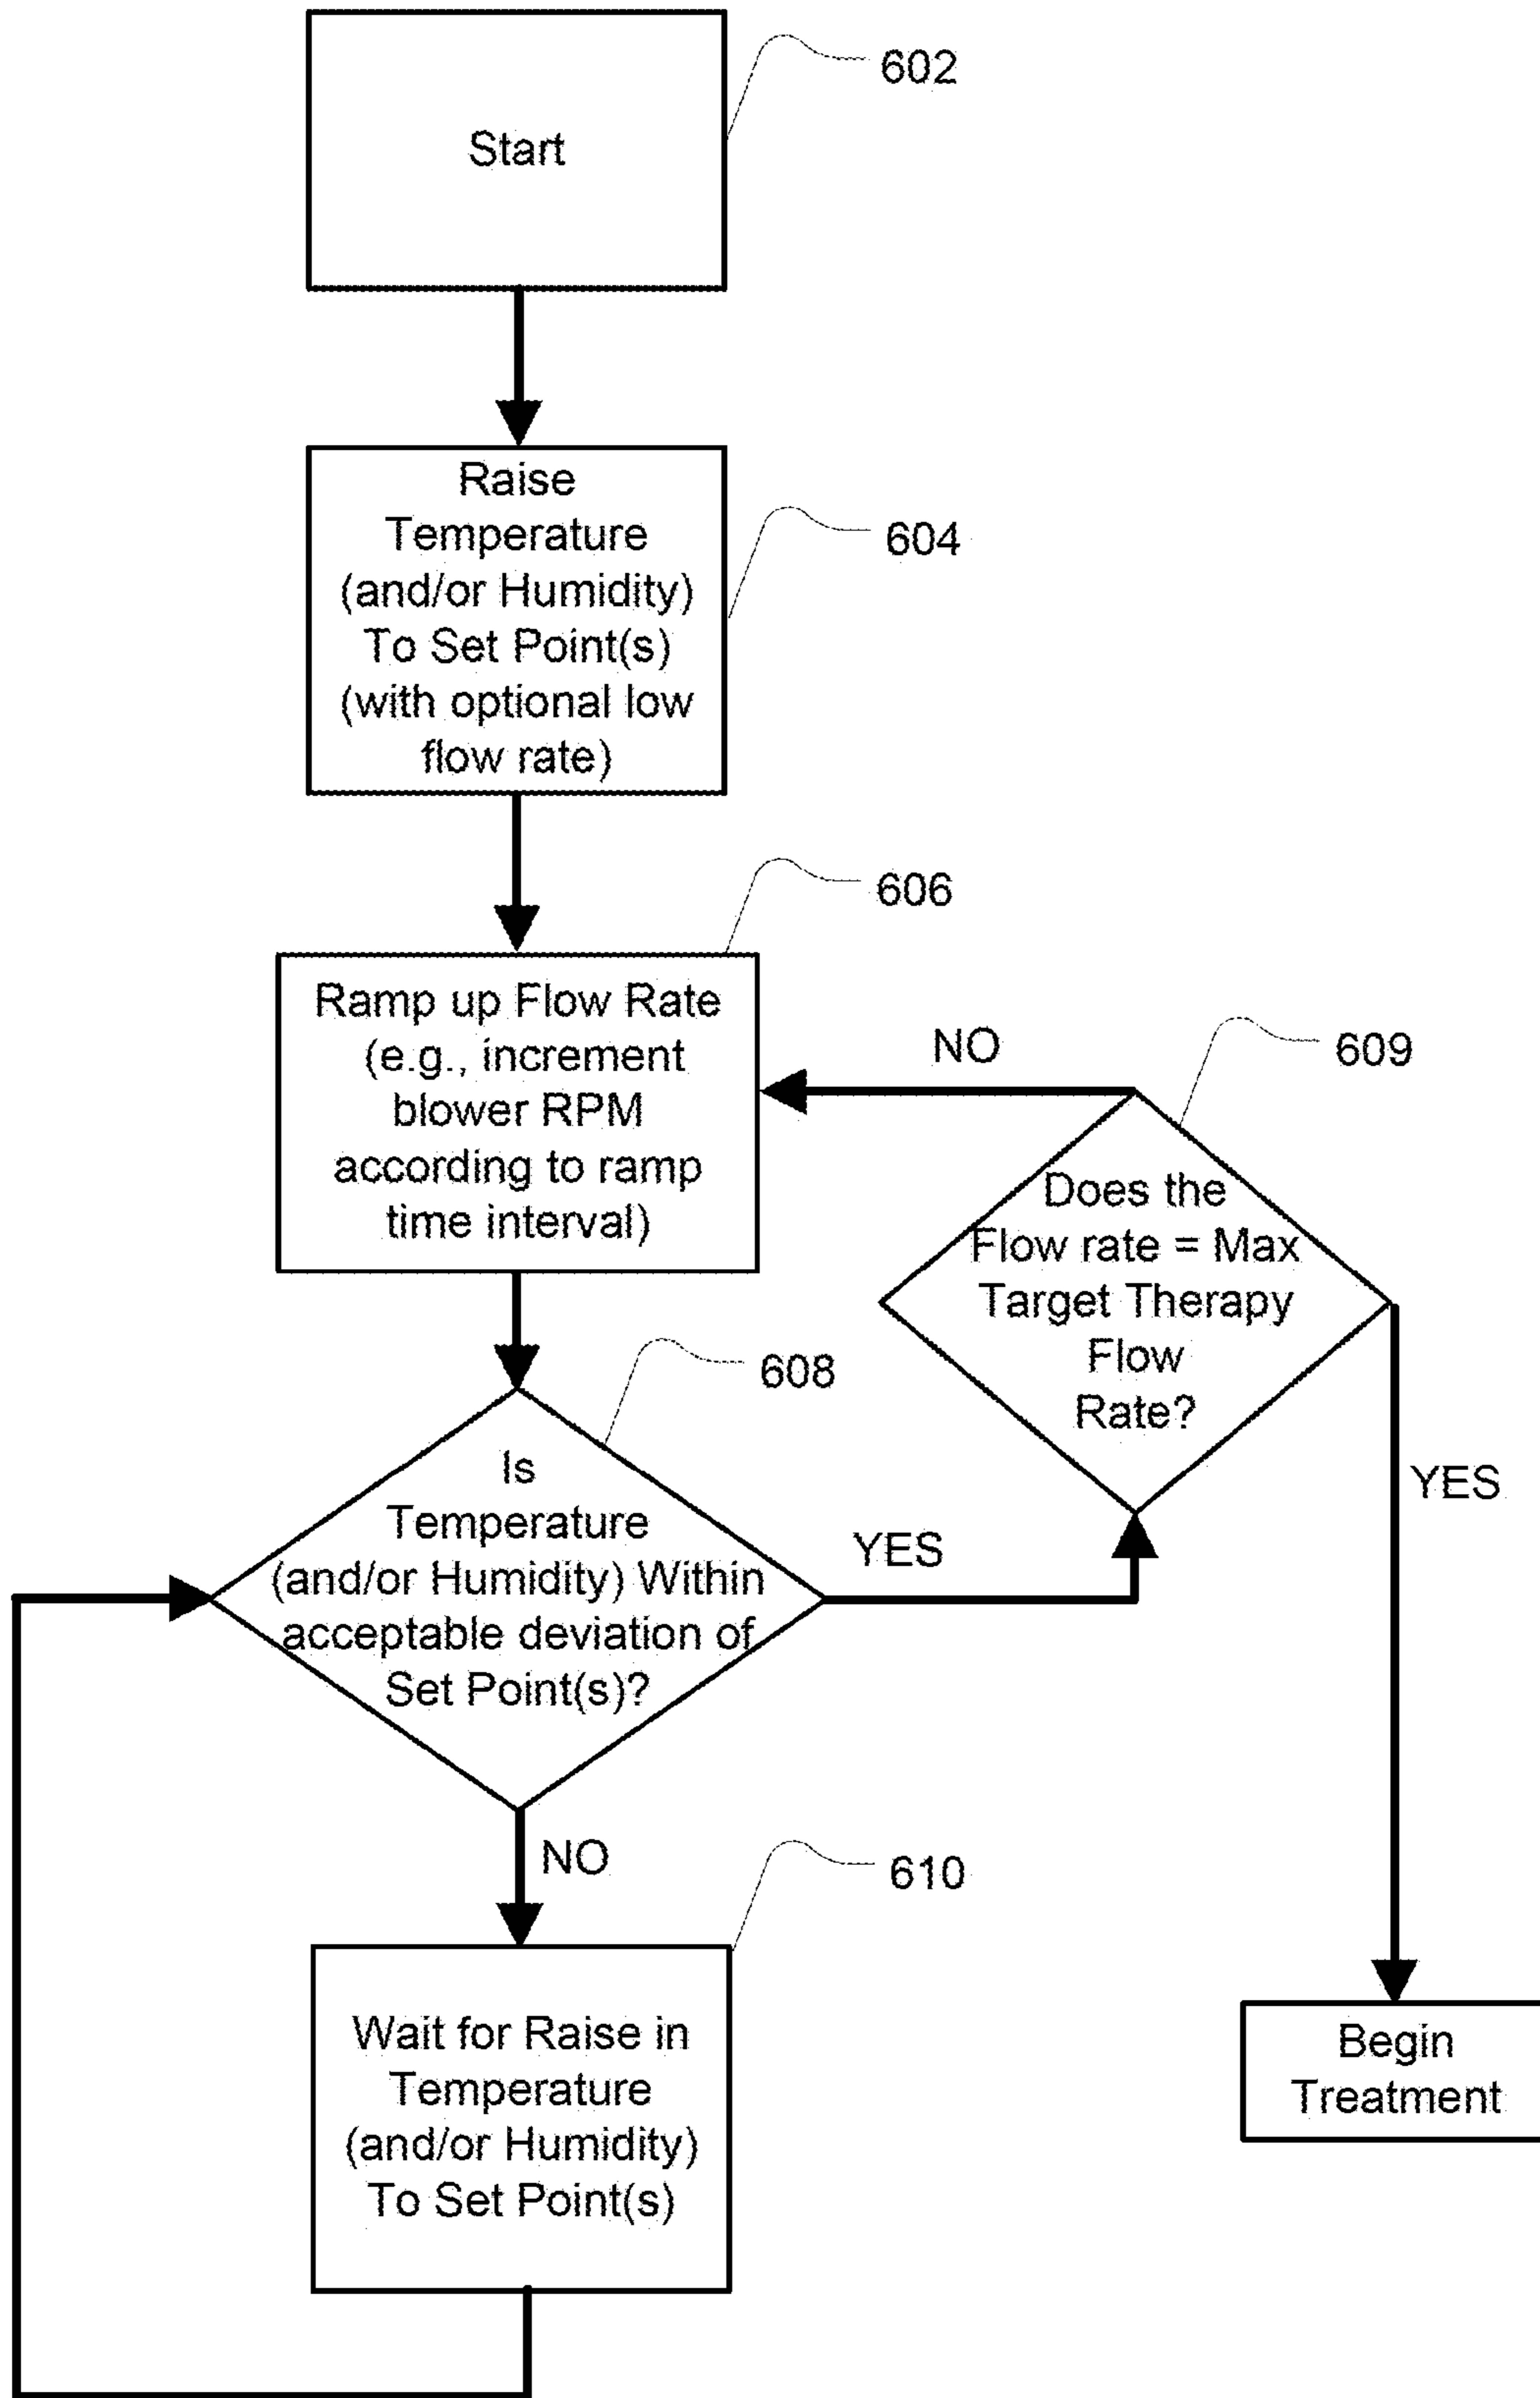 Start
602
Raise
Temperature
(and/or Humidity)
To Set Point(s)
(with optional low
flow rate)
604
Ramp up Flow Rate
(e.g., increment
blower RPM
according to ramp
time interval)
606
NO
Does the
Flow rate = Max
Target Therapy
Flow
Rate?
609
YES
Is
Temperature
(and/or Humidity) Within
acceptable deviation of
Set Point(s)?
608
YES
NO
Wait for Raise in
Temperature
(and/or Humidity)
To Set Point(s)
610
Begin
Treatment